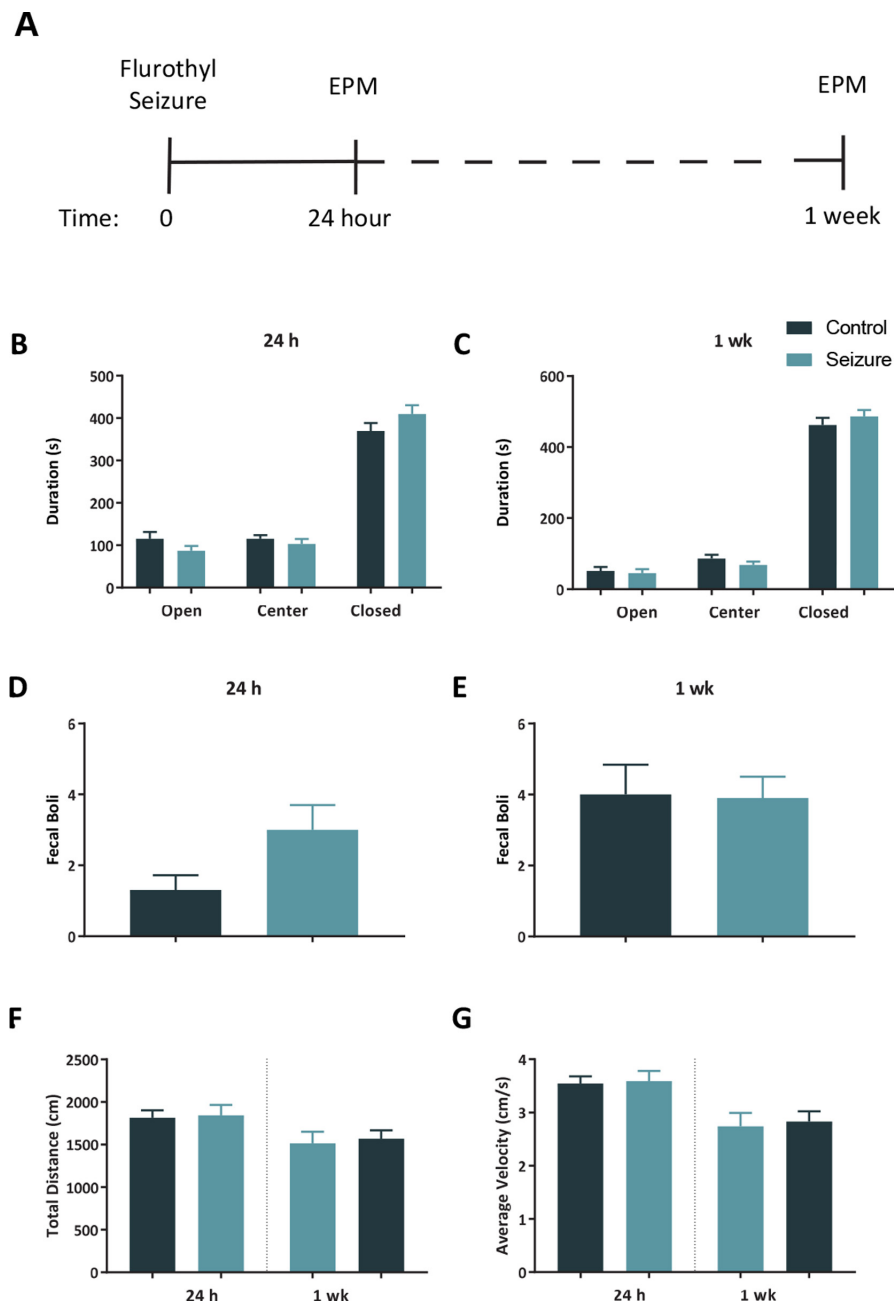 A
Flurothyl
Seizure
EPM
EPM
Time:
0
24 hour
1 week
B
24 h
Duration (s)
500
400
300
200
100
0
Open
Center
Closed
C
1 wk
Control
Seizure
Duration (s)
600
400
200
0
Open
Center
Closed
D
24 h
Fecal Boli
6
4
2
0
E
1 wk
Fecal Boli
6
4
2
0
F
Total Distance (cm)
2500
2000
1500
1000
500
0
24 h
1 wk
G
Average Velocity (cm/s)
4
3
2
1
0
24 h
1 wk